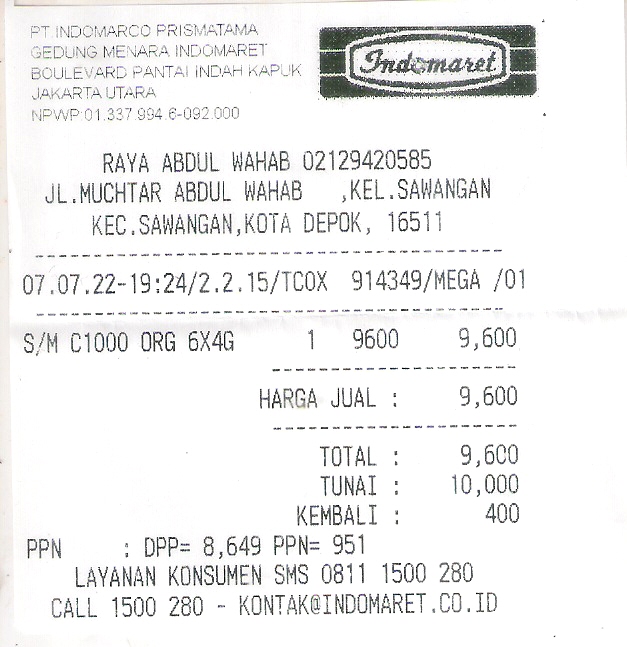 PT.INDOMARCO PRISMATAMA
GEDUNG MENARA INDOMARET
BOULEVARD PANTAI INDAH KAPUK
JAKARTA UTARA
NPWP:01.337.994.6-092.000
Indomaret
RAYA ABDUL WAHAB 02129420585
JL.MUCHTAR ABDUL WAHAB ,KEL.SAWANGAN
KEC.SAWANGAN,KOTA DEPOK, 16511
07.07.22-19:24/2.2.15/TCOX 914349/MEGA /01
S/M C1000 ORG 6X4G 1 9600 9,600
HARGA JUAL : 9,600
TOTAL : 9,600
TUNAI : 10,000
KEMBALI : 400
PPN : DPP= 8,649 PPN= 951
LAYANAN KONSUMEN SMS 0811 1500 280
CALL 1500 280 - KONTAK@INDOMARET.CO.ID